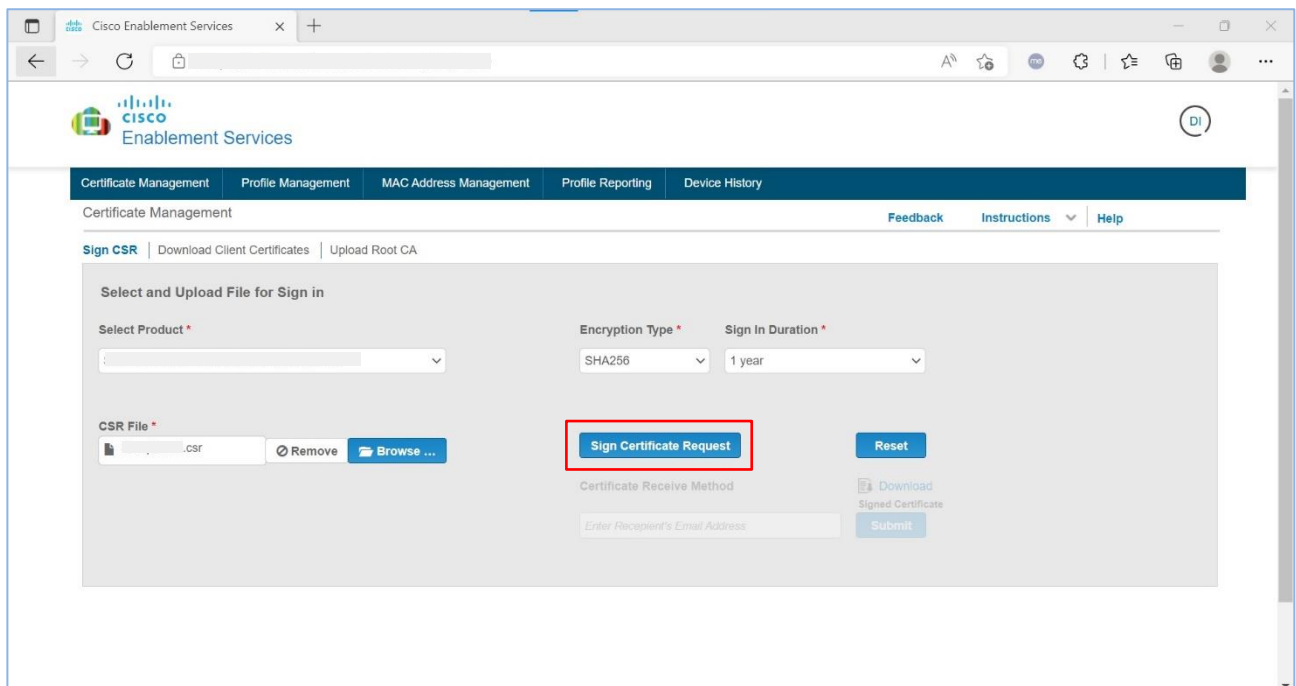 Cisco Enablement Services
CISCO
Enablement Services
DI
Certificate Management Profile Management MAC Address Management Profile Reporting Device History
Certificate Management
Feedback Instructions Help
Sign CSR Download Client Certificates Upload Root CA
Select and Upload File for Sign in
Select Product * Encryption Type * Sign In Duration *
SHA256 1 year
CSR File *
.csr Remove Browse ... Sign Certificate Request Reset
Certificate Receive Method Download
Signed Certificate
Enter Recepient's Email Address Submit